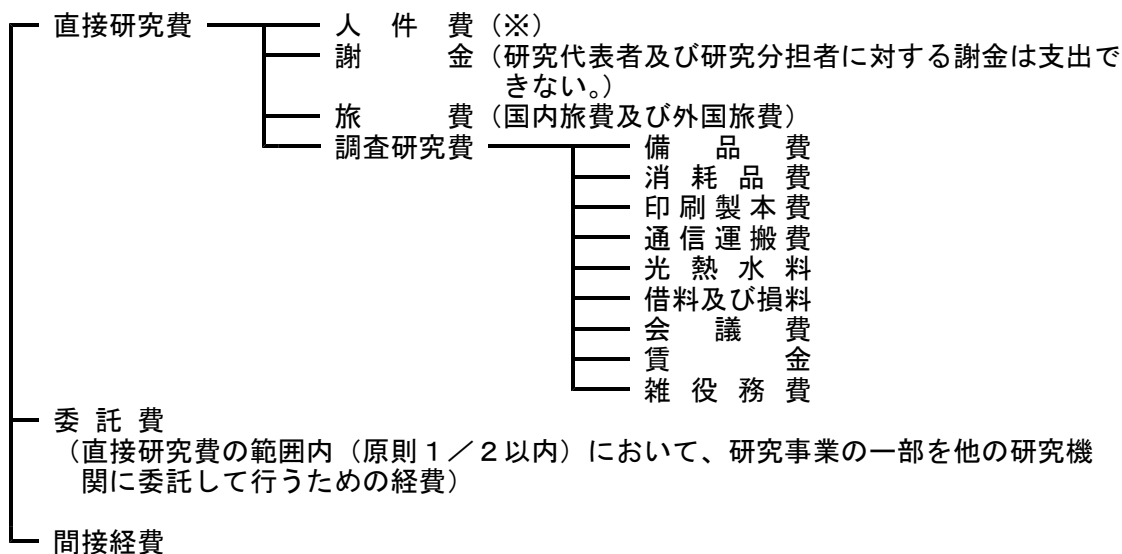 直接研究費 人件費（※）
謝金（研究代表者及び研究分担者に対する謝金は支出で
きない。）
旅費（国内旅費及び外国旅費）
調査研究費 備品費
消耗品費
印刷製本費
通信運搬費
光熱水料
借料及び損料
会議費
賃金
雑役務費
委託費
（直接研究費の範囲内（原則１／２以内）において、研究事業の一部を他の研究機
関に委託して行うための経費）
間接経費